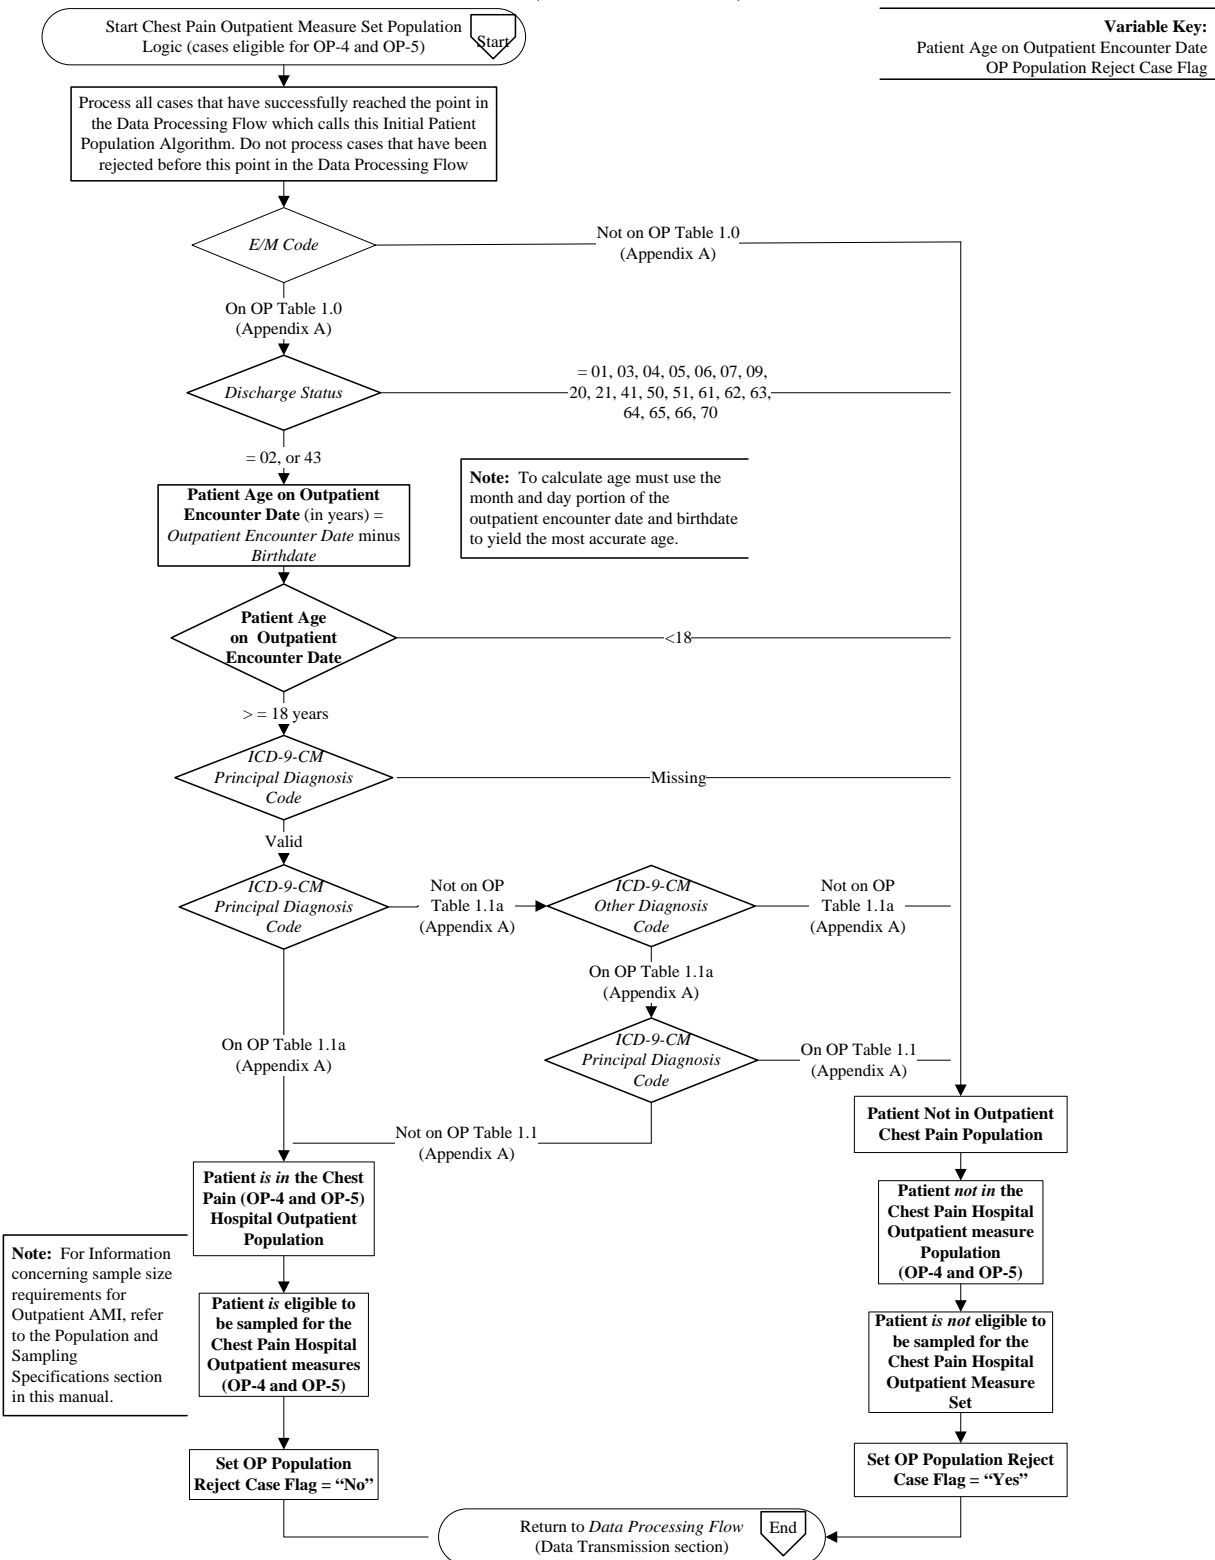 Start Chest Pain Outpatient Measure Set Population
Logic (cases eligible for OP-4 and OP-5)
Start
Variable Key:
Patient Age on Outpatient Encounter Date
OP Population Reject Case Flag
Process all cases that have successfully reached the point in
the Data Processing Flow which calls this Initial Patient
Population Algorithm. Do not process cases that have been
rejected before this point in the Data Processing Flow
E/M Code
Not on OP Table 1.0
(Appendix A)
On OP Table 1.0
(Appendix A)
Discharge Status
= 01, 03, 04, 05, 06, 07, 09,
20, 21, 41, 50, 51, 61, 62, 63,
64, 65, 66, 70
= 02, or 43
Patient Age on Outpatient
Encounter Date (in years) =
Outpatient Encounter Date minus
Birthdate
Note: To calculate age must use the
month and day portion of the
outpatient encounter date and birthdate
to yield the most accurate age.
Patient Age
on Outpatient
Encounter Date
<18
> = 18 years
ICD-9-CM
Principal Diagnosis
Code
Missing
Valid
ICD-9-CM
Principal Diagnosis
Code
Not on OP
Table 1.1a
(Appendix A)
ICD-9-CM
Other Diagnosis
Code
Not on OP
Table 1.1a
(Appendix A)
On OP Table 1.1a
(Appendix A)
On OP Table 1.1a
(Appendix A)
ICD-9-CM
Principal Diagnosis
Code
On OP Table 1.1
(Appendix A)
Not on OP Table 1.1
(Appendix A)
Patient Not in Outpatient
Chest Pain Population
Patient is in the Chest
Pain (OP-4 and OP-5)
Hospital Outpatient
Population
Patient not in the
Chest Pain Hospital
Outpatient measure
Population
(OP-4 and OP-5)
Note: For Information
concerning sample size
requirements for
Outpatient AMI, refer
to the Population and
Sampling
Specifications section
in this manual.
Patient is eligible to
be sampled for the
Chest Pain Hospital
Outpatient measures
(OP-4 and OP-5)
Patient is not eligible to
be sampled for the
Chest Pain Hospital
Outpatient Measure
Set
Set OP Population
Reject Case Flag = “No”
Set OP Population Reject
Case Flag = “Yes”
Return to Data Processing Flow
(Data Transmission section)
End